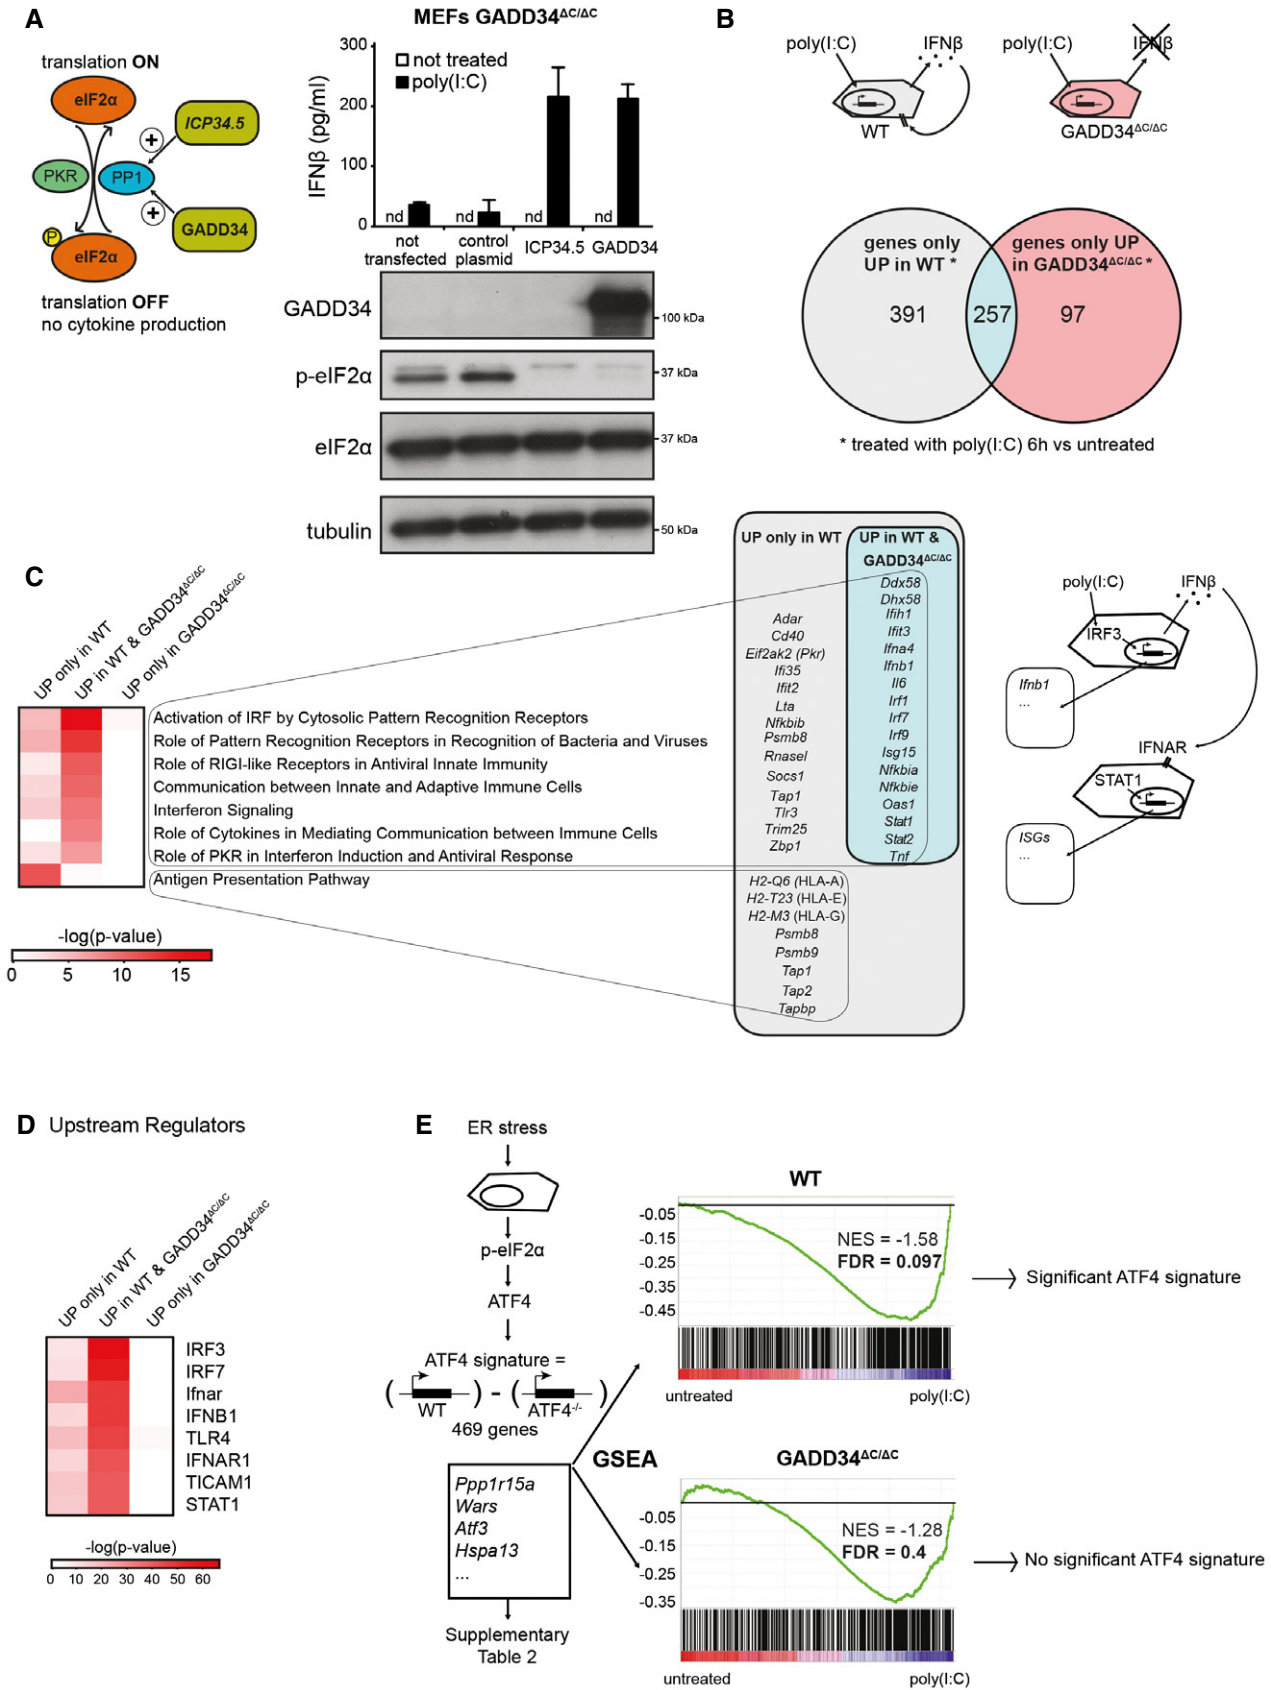 A
MEFs GADD34ΔC/ΔC
translation ON
eIF2α
ICP34.5
+
PKR
PP1
+
GADD34
P
eIF2α
translation OFF
no cytokine production
IFNβ (pg/ml)
300
200
100
0
not treated
poly(I:C)
nd
nd
nd
nd
not transfected
control plasmid
ICP34.5
GADD34
GADD34
100 kDa
p-eIF2α
37 kDa
eIF2α
37 kDa
tubulin
50 kDa
B
poly(I:C)
IFNβ
WT
poly(I:C)
IFNβ
GADD34ΔC/ΔC
genes only
UP in WT *
genes only UP
in GADD34ΔC/ΔC *
391
257
97
* treated with poly(I:C) 6h vs untreated
C
UP only in WT
UP in WT & GADD34ΔC/ΔC
UP only in GADD34ΔC/ΔC
Activation of IRF by Cytosolic Pattern Recognition Receptors
Role of Pattern Recognition Receptors in Recognition of Bacteria and Viruses
Role of RIGI-like Receptors in Antiviral Innate Immunity
Communication between Innate and Adaptive Immune Cells
Interferon Signaling
Role of Cytokines in Mediating Communication between Immune Cells
Role of PKR in Interferon Induction and Antiviral Response
Antigen Presentation Pathway
-log(p-value)
0 5 10 15
UP only in WT
Adar
Cd40
Eif2ak2 (Pkr)
Ifi35
Ifit2
Lta
Nfkbib
Psmb8
Rnasel
Socs1
Tap1
Tlr3
Trim25
Zbp1
H2-Q6 (HLA-A)
H2-T23 (HLA-E)
H2-M3 (HLA-G)
Psmb8
Psmb9
Tap1
Tap2
Tapbp
UP in WT &
GADD34ΔC/ΔC
Ddx58
Dhx58
Ifih1
Ifit3
Ifna4
Ifnb1
Il6
Irf1
Irf7
Irf9
Isg15
Nfkbia
Nfkbie
Oas1
Stat1
Stat2
Tnf
poly(I:C)
IFNβ
IRF3
Ifnb1
...
IFNAR
STAT1
ISGs
...
D Upstream Regulators
UP only in WT
UP in WT & GADD34ΔC/ΔC
UP only in GADD34ΔC/ΔC
IRF3
IRF7
Ifnar
IFNB1
TLR4
IFNAR1
TICAM1
STAT1
-log(p-value)
0 10 20 30 40 50 60
E
ER stress
p-eIF2α
ATF4
ATF4 signature =
( ) - ( )
WT ATF4-/-
469 genes
Ppp1r15a
Wars
Atf3
Hspa13
...
Supplementary
Table 2
GSEA
WT
-0.05
-0.15
-0.25
-0.35
-0.45
NES = -1.58
FDR = 0.097
untreated poly(I:C)
Significant ATF4 signature
GADD34ΔC/ΔC
-0.05
-0.15
-0.25
-0.35
NES = -1.28
FDR = 0.4
untreated poly(I:C)
No significant ATF4 signature